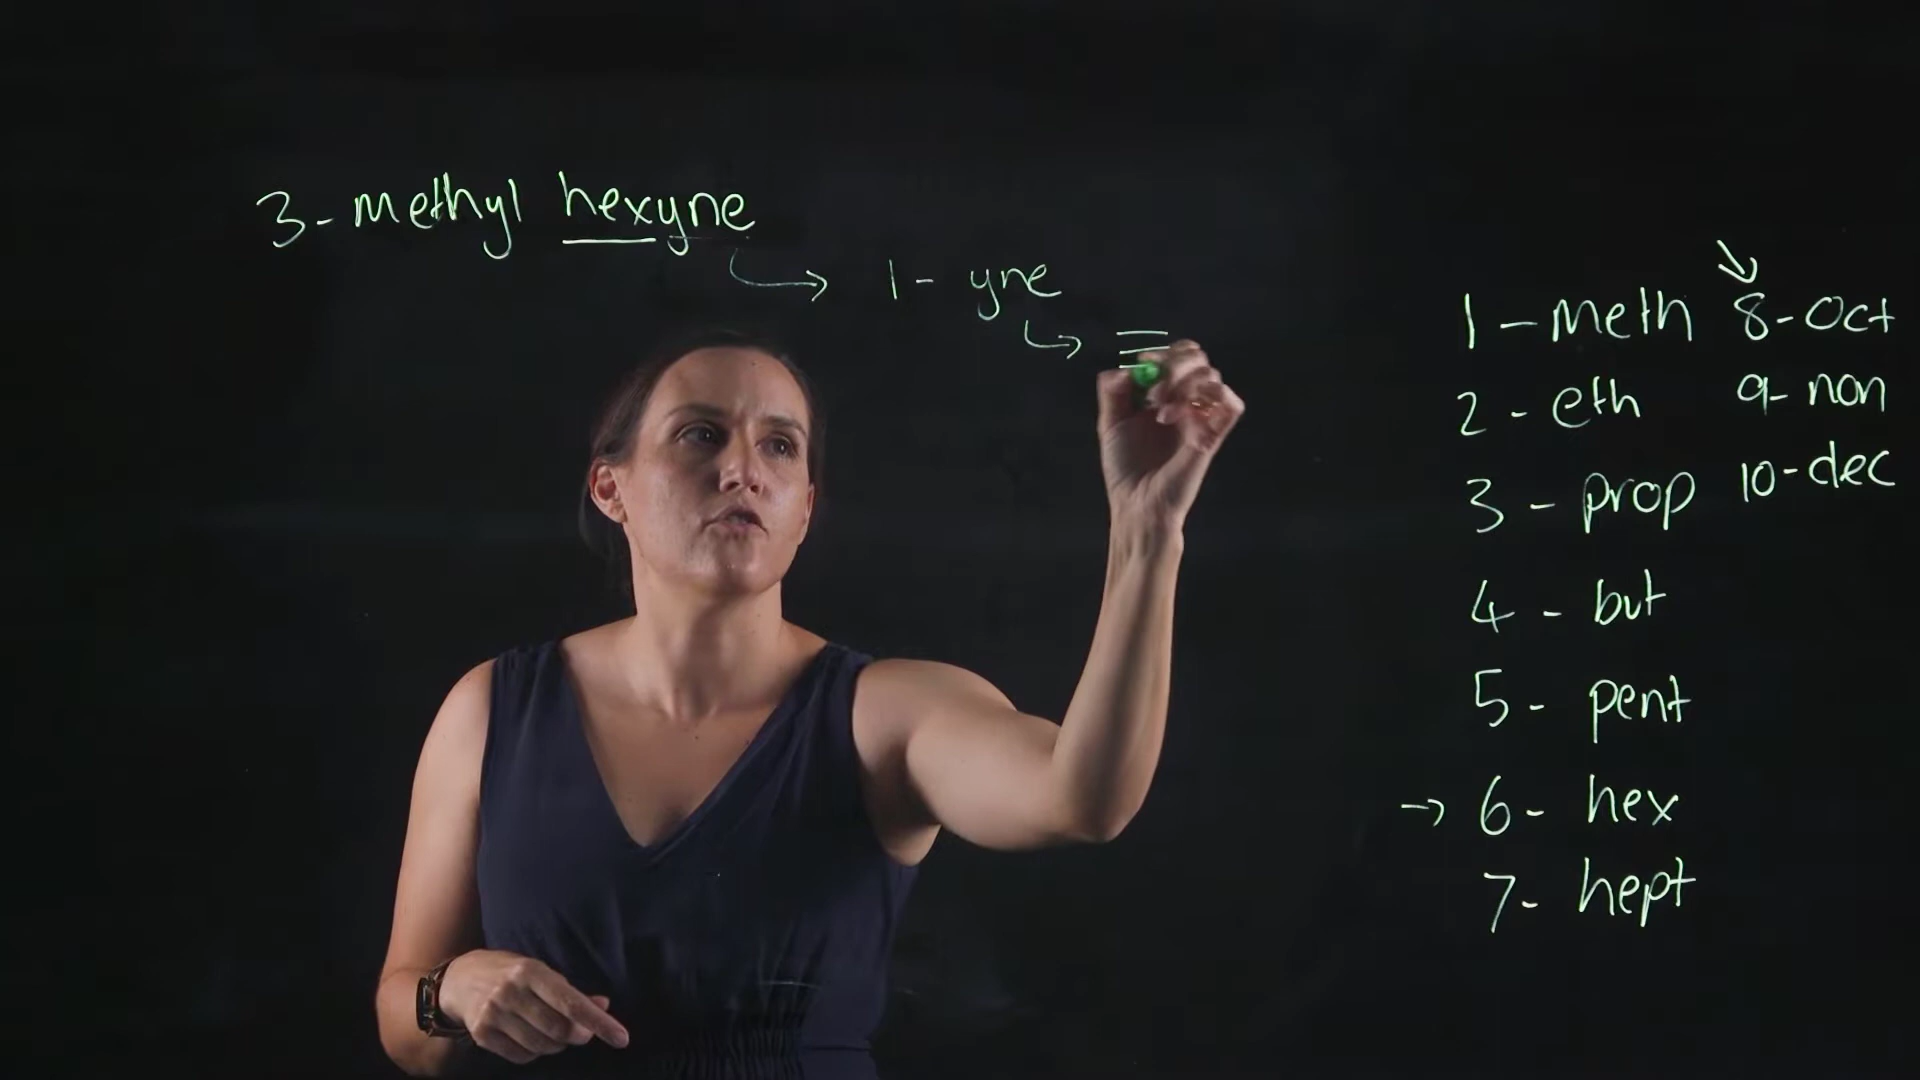 3- methyl hexyne
1- yne
1 - meth 8-Oct
2 - eth 9- non
3 - prop 10-dec
4 - but
5 - pent
→ 6- hex
7- hept